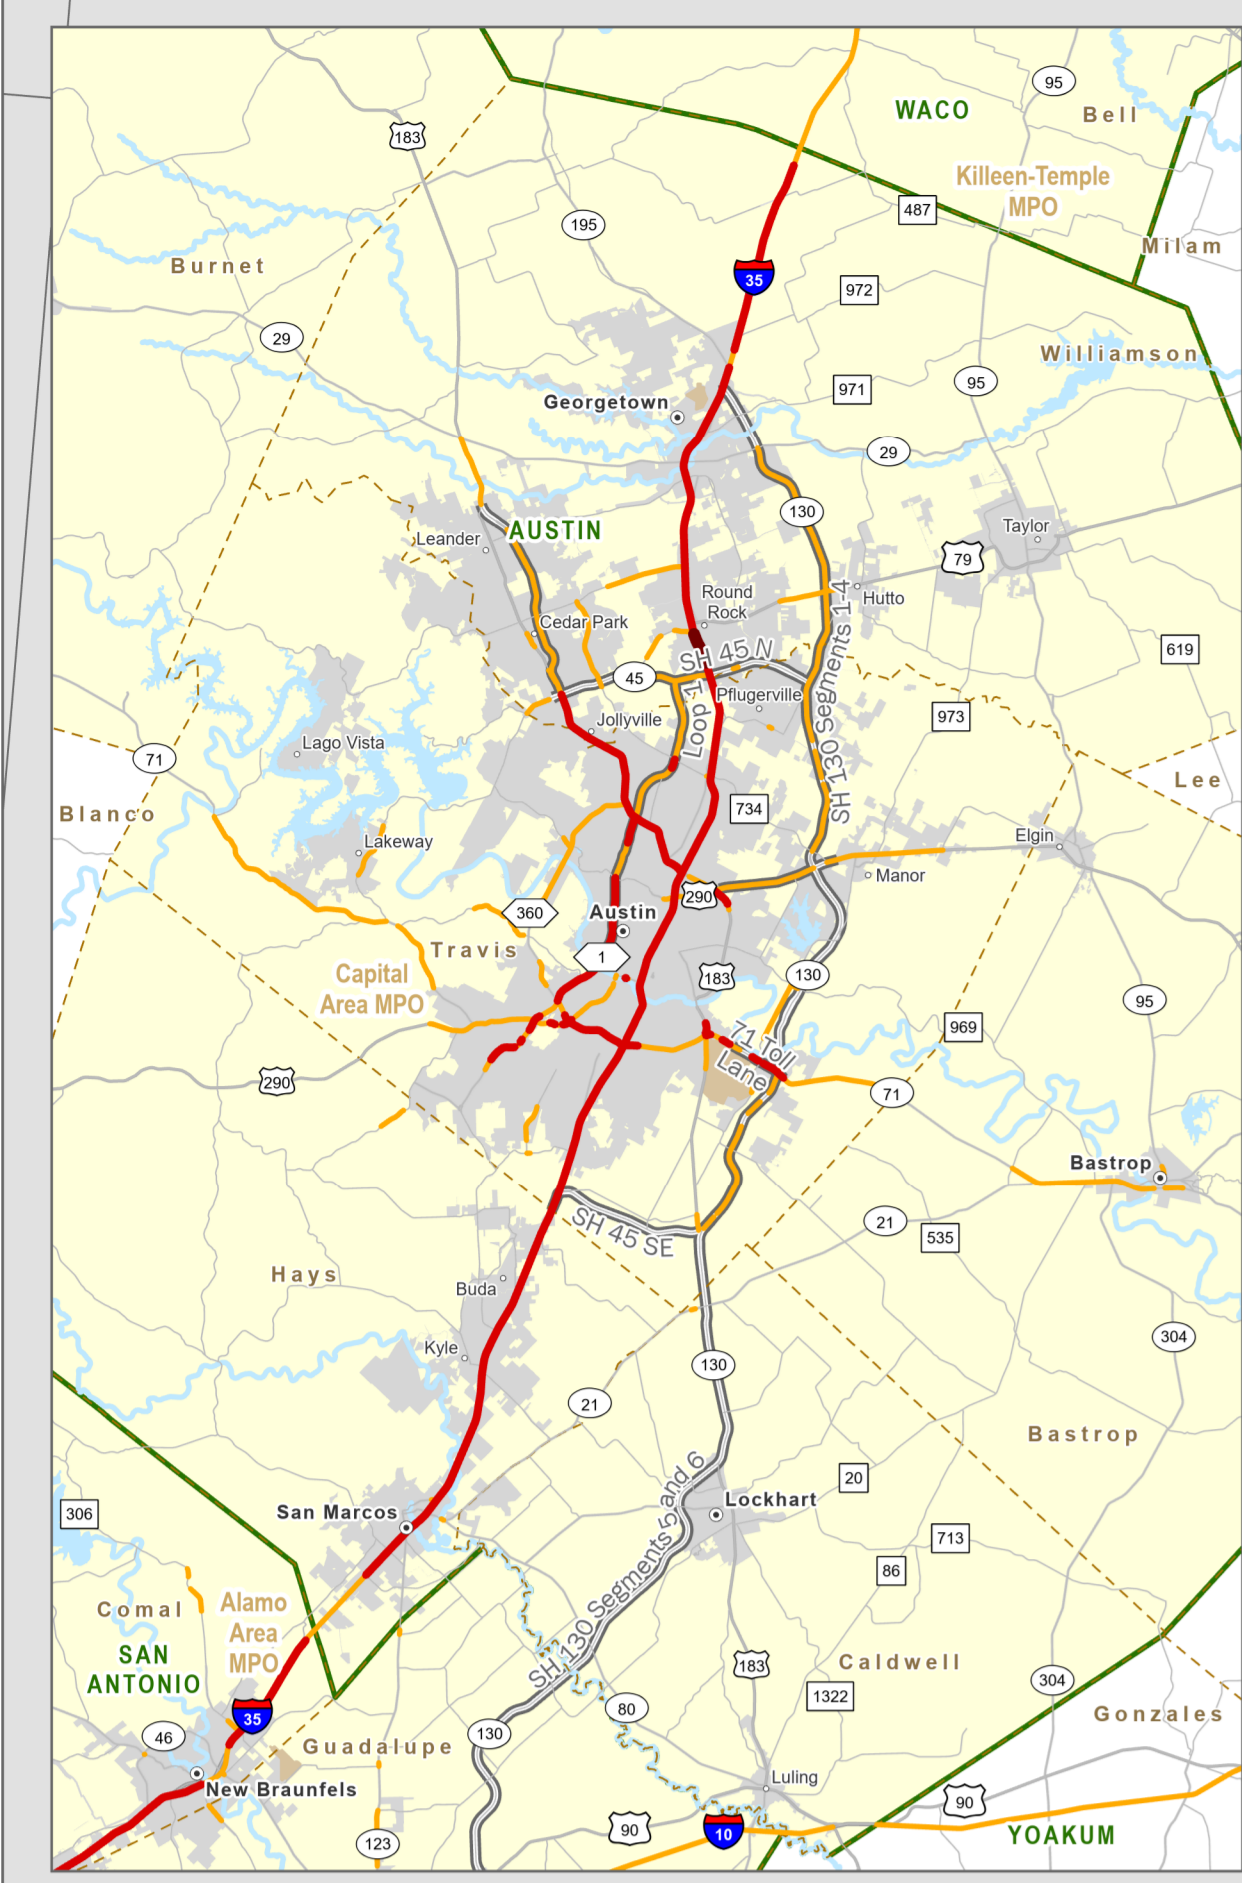 95
WACO
Bell
183
Killeen-Temple
MPO
487
195
Milam
Burnet
35
972
29
Williamson
971
95
Georgetown
29
130
AUSTIN
Taylor
Leander
79
Round
Rock
Hutto
Cedar Park
SH 130 Segments 1-4
SH 45 N
619
45
Pflugerville
Loop 1
973
Jollyville
Lago Vista
71
Lee
Blanco
734
Lakeway
Elgin
Manor
290
360
Austin
Travis
1
Capital
Area MPO
183
130
95
969
71 Toll
Lane
290
71
Bastrop
21
SH 45 SE
535
Hays
Buda
304
Kyle
130
21
Bastrop
SH 130 Segments 5 and 6
20
Lockhart
San Marcos
306
713
86
Comal
Alamo
Area
MPO
SAN
ANTONIO
183
Caldwell
304
1322
35
80
Gonzales
46
130
Guadalupe
Luling
New Braunfels
90
90
10
YOAKUM
123